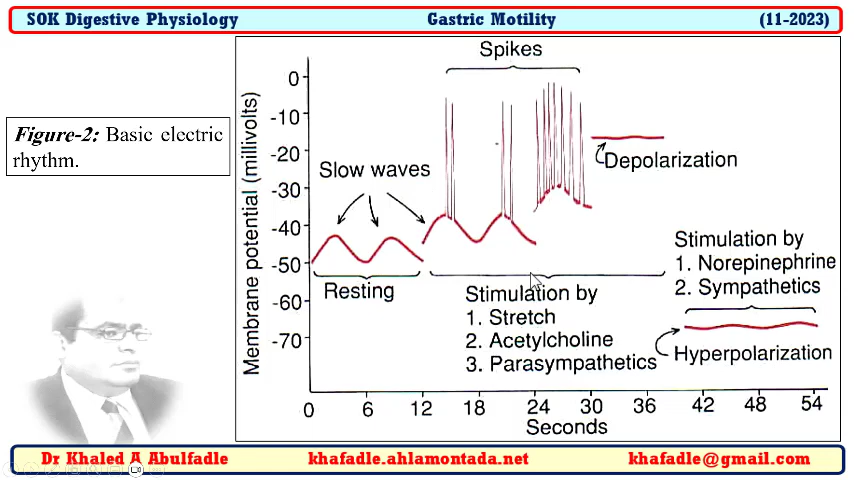 SOK Digestive Physiology Gastric Motility (11-2023)
Figure-2: Basic electric
rhythm.
Spikes
Slow waves
Depolarization
Resting
Stimulation by
1. Stretch
2. Acetylcholine
3. Parasympathetics
Stimulation by
1. Norepinephrine
2. Sympathetics
Hyperpolarization
Membrane potential (millivolts)
0
-10
-20
-30
-40
-50
-60
-70
0 6 12 18 24 30 36 42 48 54
Seconds
Dr Khaled A Abulfadle khafadle.ahlamontada.net khafadle@gmail.com